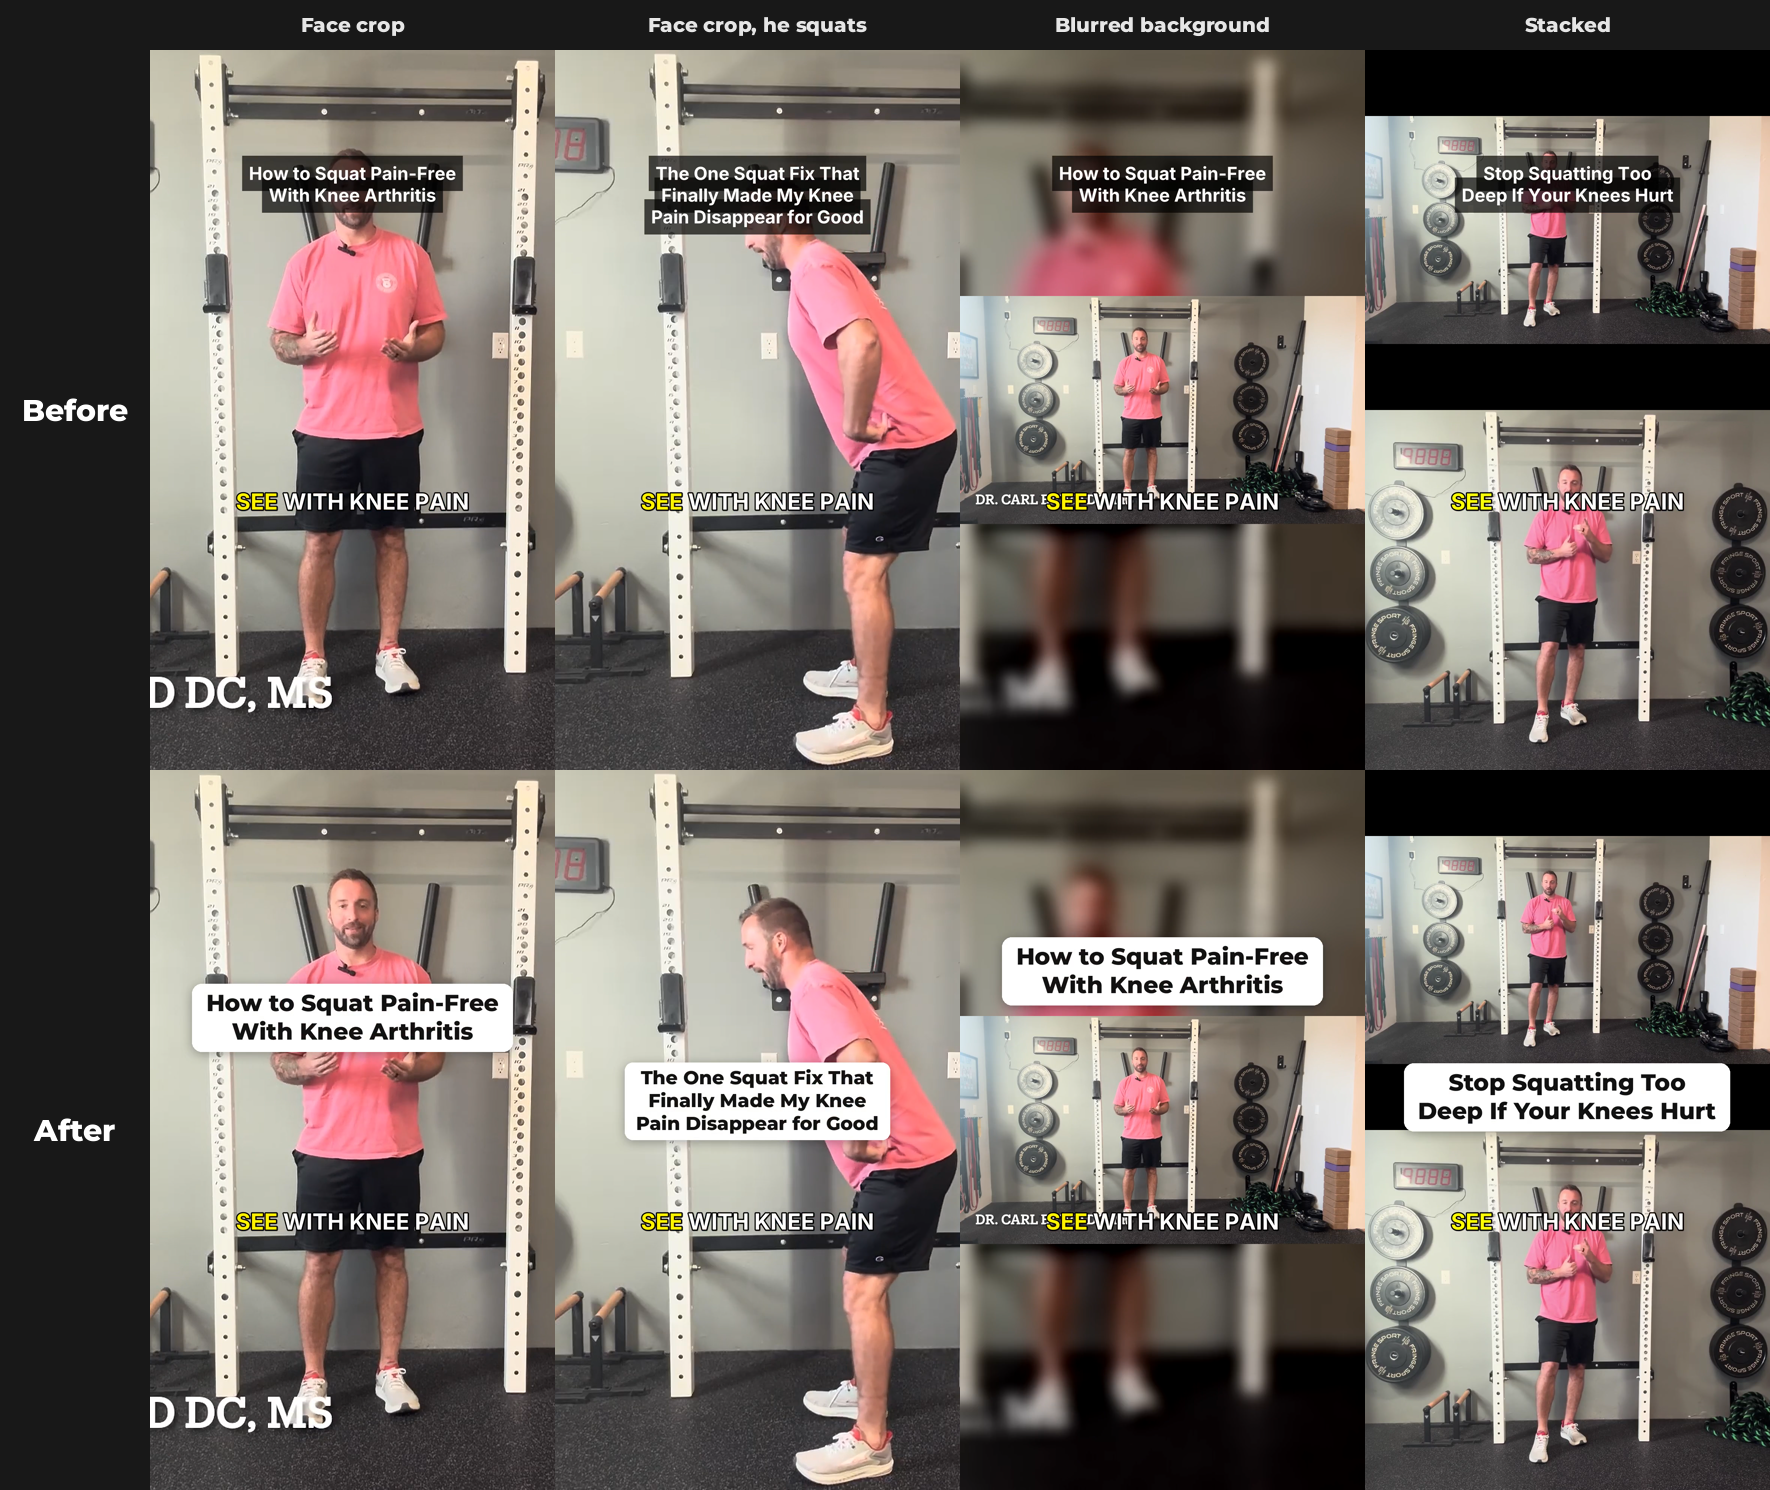 Face crop
Face crop, he squats
Blurred background
Stacked
Before
How to Squat Pain-Free
With Knee Arthritis
SEE WITH KNEE PAIN
D DC, MS
The One Squat Fix That
Finally Made My Knee
Pain Disappear for Good
SEE WITH KNEE PAIN
How to Squat Pain-Free
With Knee Arthritis
DR. CARL
SEE WITH KNEE PAIN
Stop Squatting Too
Deep If Your Knees Hurt
SEE WITH KNEE PAIN
FRINGE SPORT
After
How to Squat Pain-Free
With Knee Arthritis
SEE WITH KNEE PAIN
D DC, MS
The One Squat Fix That
Finally Made My Knee
Pain Disappear for Good
SEE WITH KNEE PAIN
How to Squat Pain-Free
With Knee Arthritis
DR. CARL
SEE WITH KNEE PAIN
Stop Squatting Too
Deep If Your Knees Hurt
SEE WITH KNEE PAIN
FRINGE SPORT